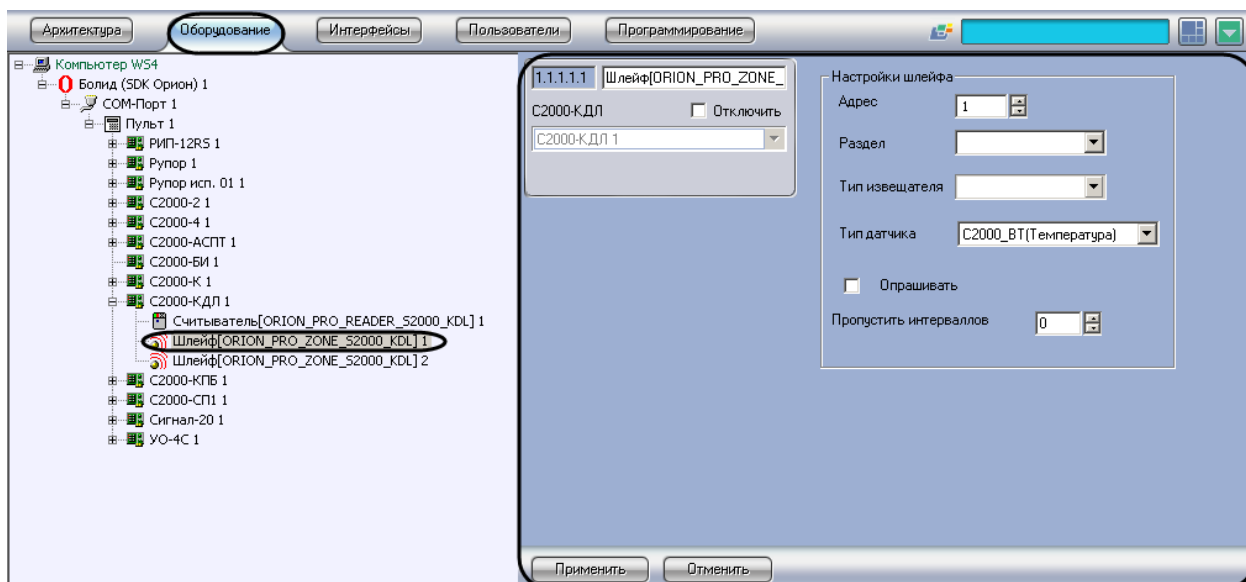 Архитектура Оборудование Интерфейсы Пользователи Программирование
Компьютер WS4
Болид (SDK Орион) 1
COM-Порт 1
Пульт 1
РИП-12RS 1
Рупор 1
Рупор исп. 01 1
С2000-2 1
С2000-4 1
С2000-АСПТ 1
С2000-БИ 1
С2000-К 1
С2000-КДЛ 1
Считыватель[ORION_PRO_READER_S2000_KDL] 1
Шлейф[ORION_PRO_ZONE_S2000_KDL] 1
Шлейф[ORION_PRO_ZONE_S2000_KDL] 2
С2000-КПБ 1
С2000-СП1 1
Сигнал-20 1
УО-4С 1
1.1.1.1.1 Шлейф[ORION_PRO_ZONE_
С2000-КДЛ Отключить
С2000-КДЛ 1
Настройки шлейфа
Адрес 1
Раздел
Тип извещателя
Тип датчика С2000_ВТ(Температура)
Опрашивать
Пропустить интерваллов 0
Применить Отменить